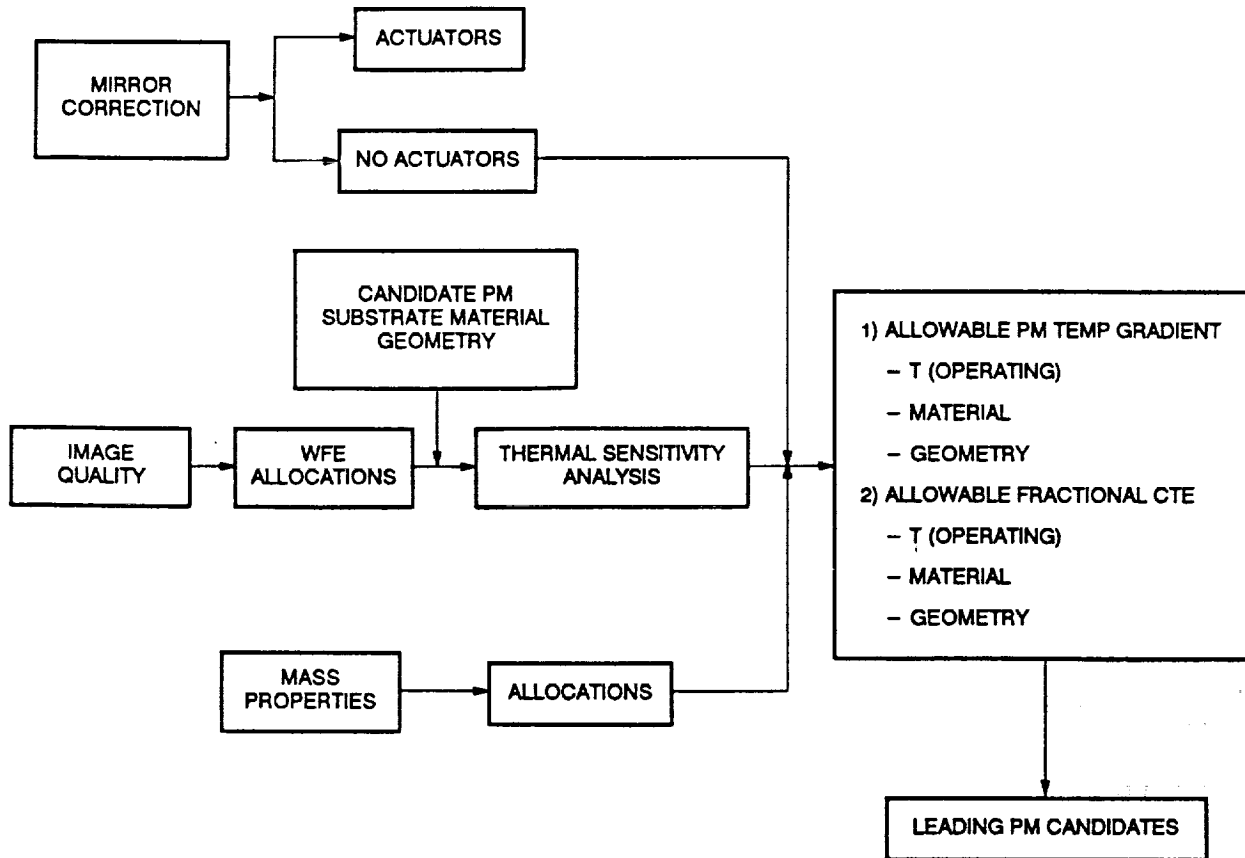 ACTUATORS
MIRROR
CORRECTION
NO ACTUATORS
CANDIDATE PM
SUBSTRATE MATERIAL
GEOMETRY
IMAGE
QUALITY
WFE
ALLOCATIONS
THERMAL SENSITIVITY
ANALYSIS
MASS
PROPERTIES
ALLOCATIONS
1) ALLOWABLE PM TEMP GRADIENT
– T (OPERATING)
– MATERIAL
– GEOMETRY
2) ALLOWABLE FRACTIONAL CTE
– T (OPERATING)
– MATERIAL
– GEOMETRY
LEADING PM CANDIDATES